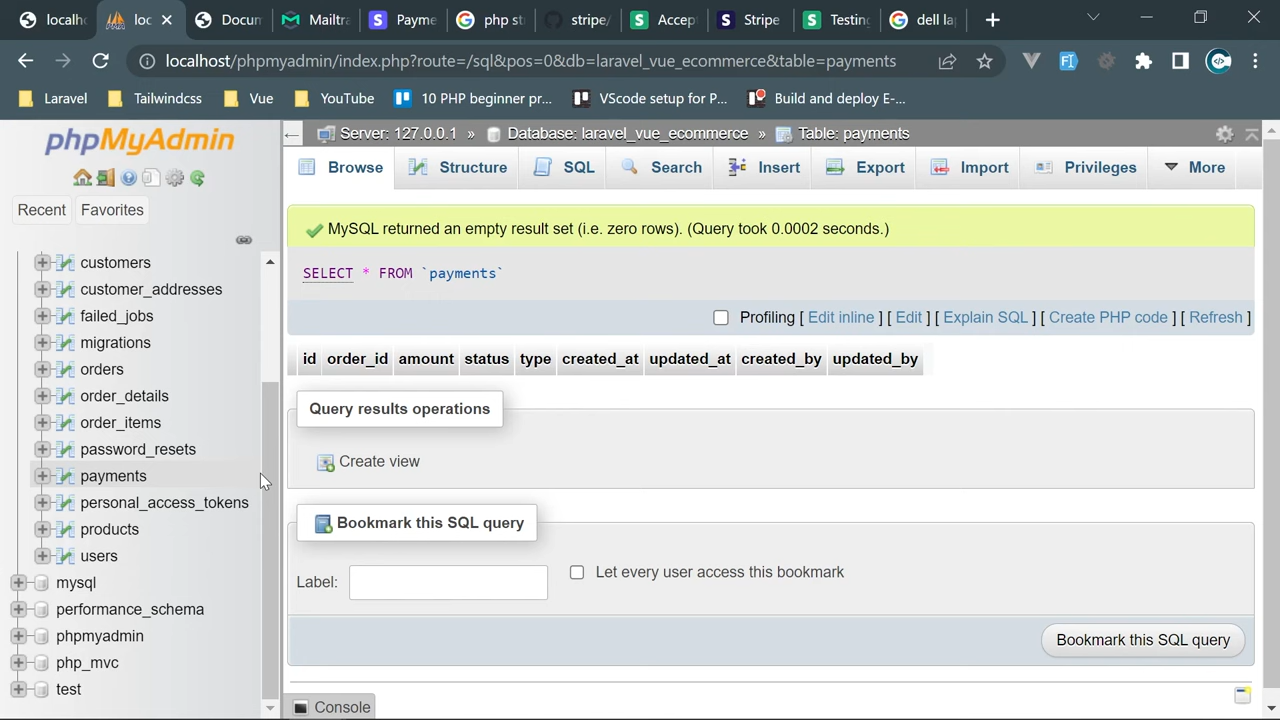 localho
loc
Docum
Mailtra
Payme
php str
stripe/
Accep
Stripe
Testing
dell lap
localhost/phpmyadmin/index.php?route=/sql&pos=0&db=laravel_vue_ecommerce&table=payments
Laravel
Tailwindcss
Vue
YouTube
10 PHP beginner pr...
VScode setup for P...
Build and deploy E-...
phpMyAdmin
Recent
Favorites
customers
customer_addresses
failed_jobs
migrations
orders
order_details
order_items
password_resets
payments
personal_access_tokens
products
users
mysql
performance_schema
phpmyadmin
php_mvc
test
Server: 127.0.0.1 » Database: laravel_vue_ecommerce » Table: payments
Browse
Structure
SQL
Search
Insert
Export
Import
Privileges
More
MySQL returned an empty result set (i.e. zero rows). (Query took 0.0002 seconds.)
SELECT * FROM `payments`
Profiling [ Edit inline ] [ Edit ] [ Explain SQL ] [ Create PHP code ] [ Refresh ]
id order_id amount status type created_at updated_at created_by updated_by
Query results operations
Create view
Bookmark this SQL query
Label:
Let every user access this bookmark
Bookmark this SQL query
Console